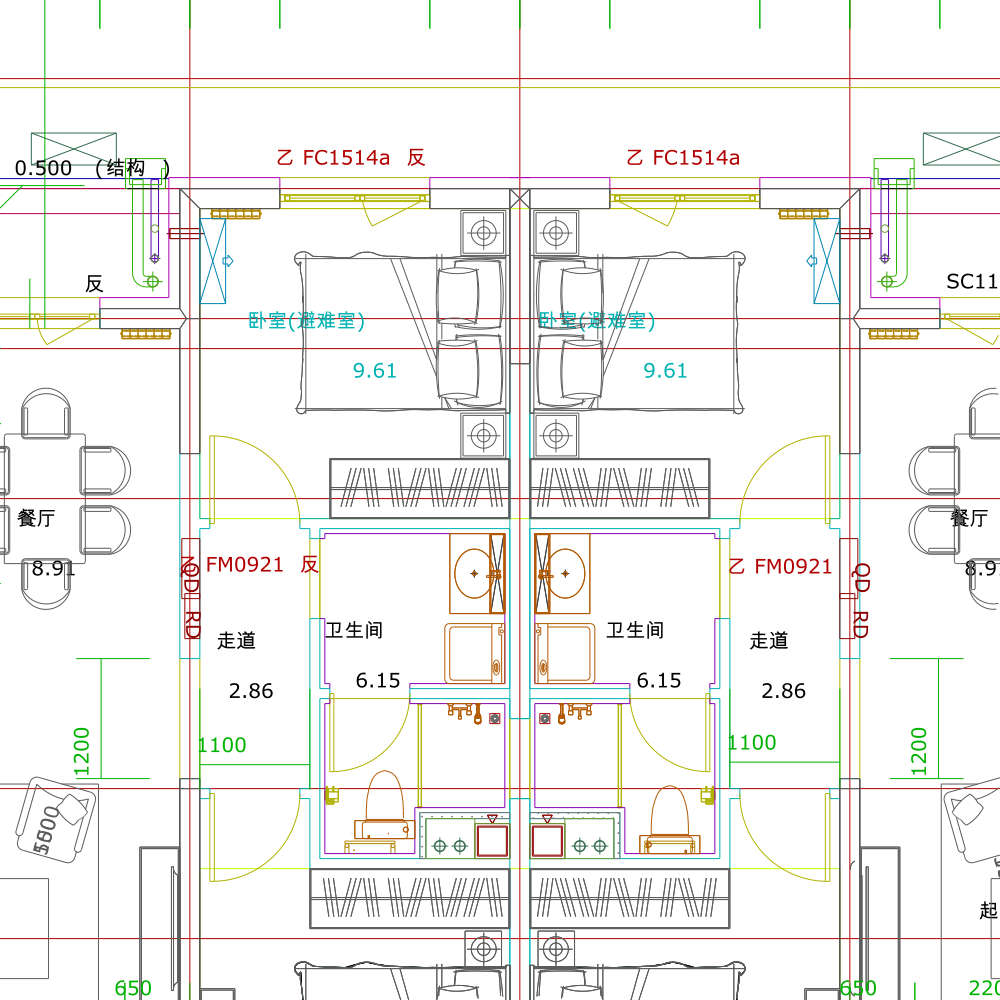 乙 FC1514a 反
乙 FC1514a
0.500 (结构 )
反
SC11
卧室(避难室)
卧室(避难室)
9.61
9.61
餐厅
餐厅
8.91
8.9
乙 FM0921 反
乙 FM0921
QD
QD
RD
RD
走道
卫生间
卫生间
走道
2.86
6.15
6.15
2.86
1200
1100
1100
1200
起
650
650
220